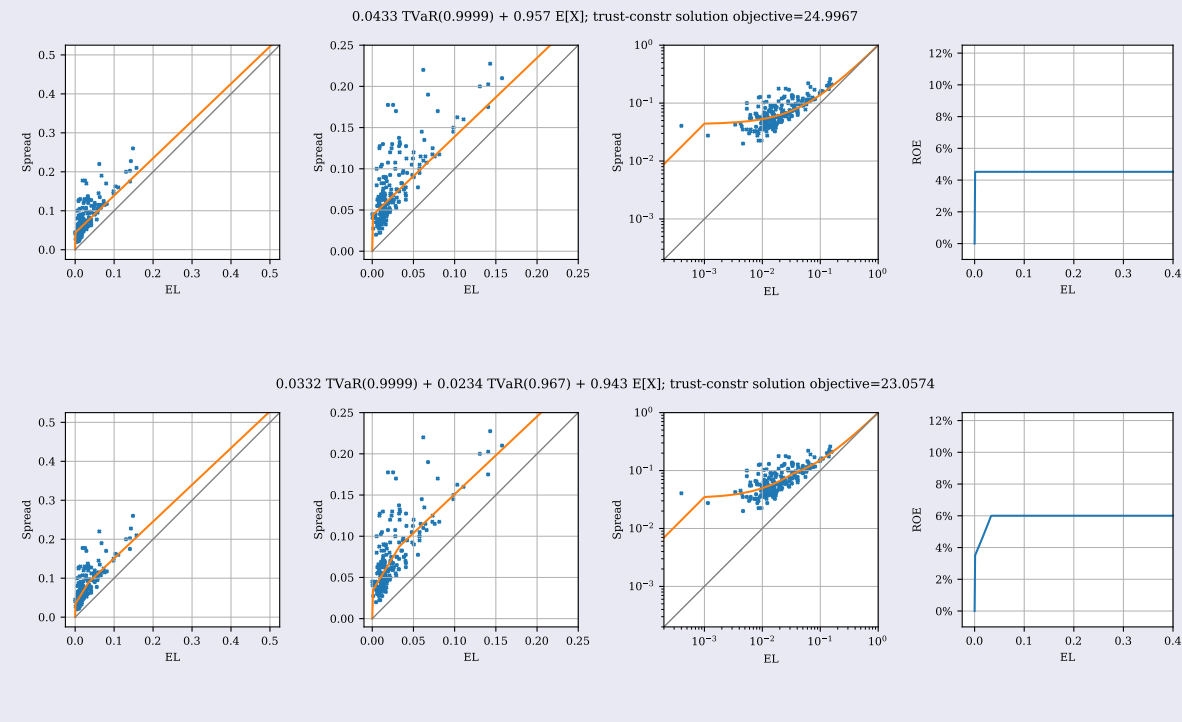 0.0433 TVaR(0.9999) + 0.957 E[X]; trust-constr solution objective=24.9967
0.5
0.4
0.3
0.2
0.1
0.0
Spread
0.0 0.1 0.2 0.3 0.4 0.5
EL
0.25
0.20
0.15
0.10
0.05
0.00
Spread
0.00 0.05 0.10 0.15 0.20 0.25
EL
10⁰
10⁻¹
10⁻²
10⁻³
Spread
10⁻³ 10⁻² 10⁻¹ 10⁰
EL
12%
10%
8%
6%
4%
2%
0%
ROE
0.0 0.1 0.2 0.3 0.4
EL
0.0332 TVaR(0.9999) + 0.0234 TVaR(0.967) + 0.943 E[X]; trust-constr solution objective=23.0574
0.5
0.4
0.3
0.2
0.1
0.0
Spread
0.0 0.1 0.2 0.3 0.4 0.5
EL
0.25
0.20
0.15
0.10
0.05
0.00
Spread
0.00 0.05 0.10 0.15 0.20 0.25
EL
10⁰
10⁻¹
10⁻²
10⁻³
Spread
10⁻³ 10⁻² 10⁻¹ 10⁰
EL
12%
10%
8%
6%
4%
2%
0%
ROE
0.0 0.1 0.2 0.3 0.4
EL